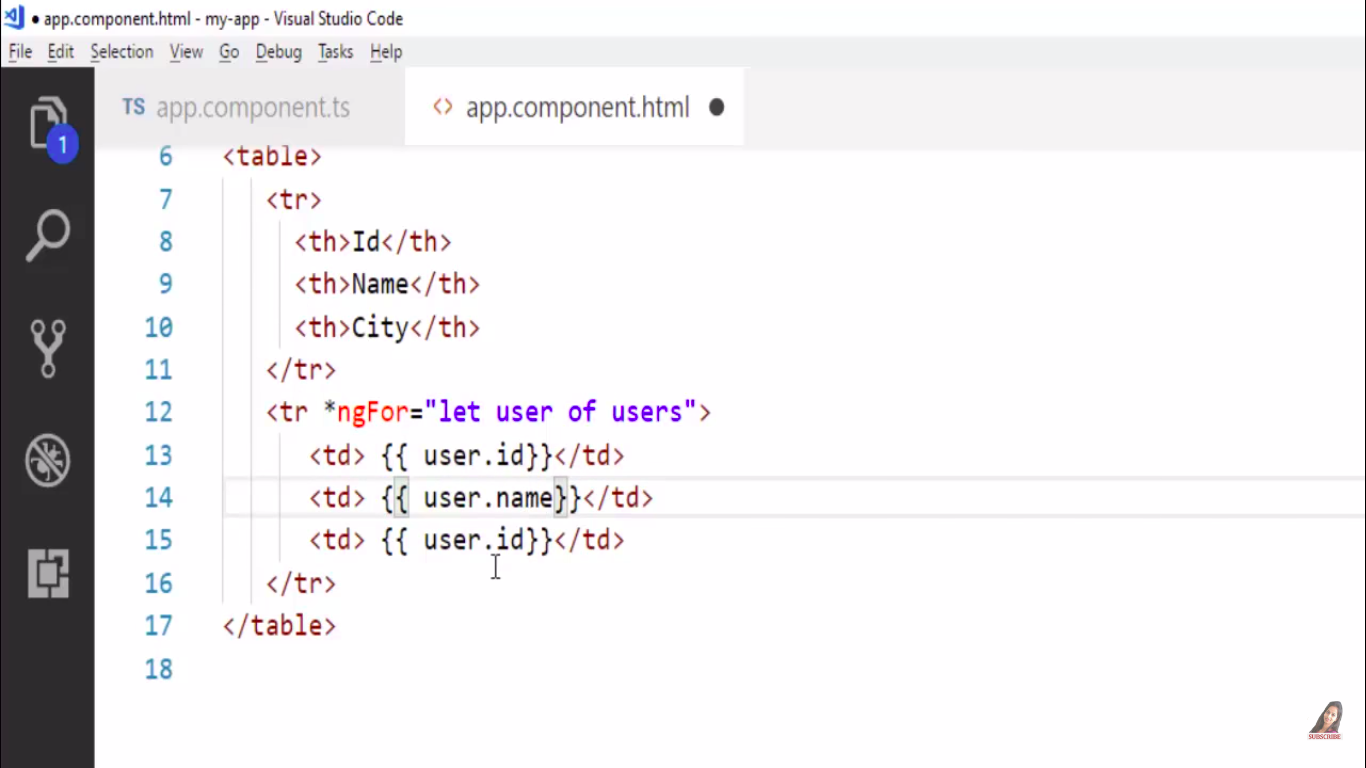 ● app.component.html - my-app - Visual Studio Code
File Edit Selection View Go Debug Tasks Help
TS app.component.ts <> app.component.html ●
1
6 <table>
7 <tr>
8 <th>Id</th>
9 <th>Name</th>
10 <th>City</th>
11 </tr>
12 <tr *ngFor="let user of users">
13 <td> {{ user.id}}</td>
14 <td> {{ user.name}}</td>
15 <td> {{ user.id}}</td>
16 </tr>
17 </table>
18
SUBSCRIBE